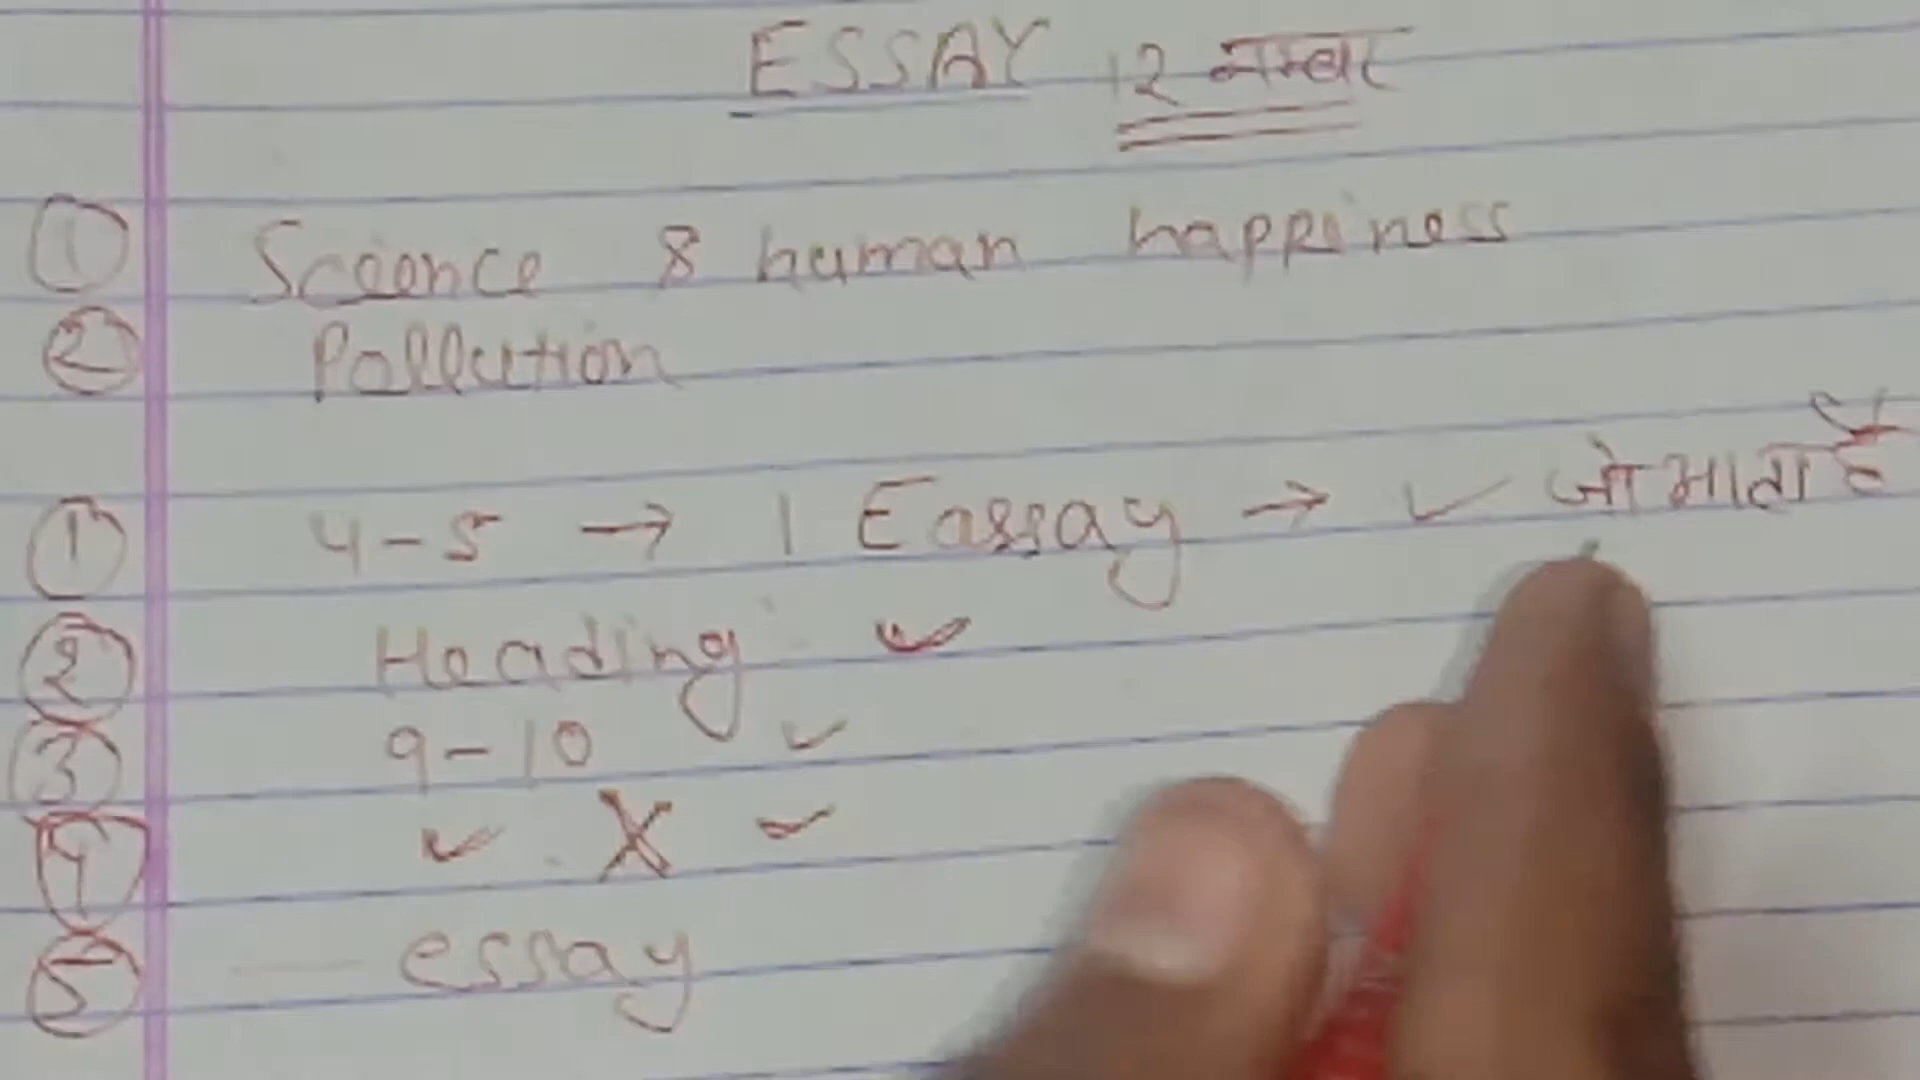 ESSAY 12 नम्बर
① Science & human happiness
② Pollution
① 4-5 → 1 Eassay → ✓ जो आता है
② Heading ✓
③ 9-10 ✓
④ ✓ X ✓
⑤ essay